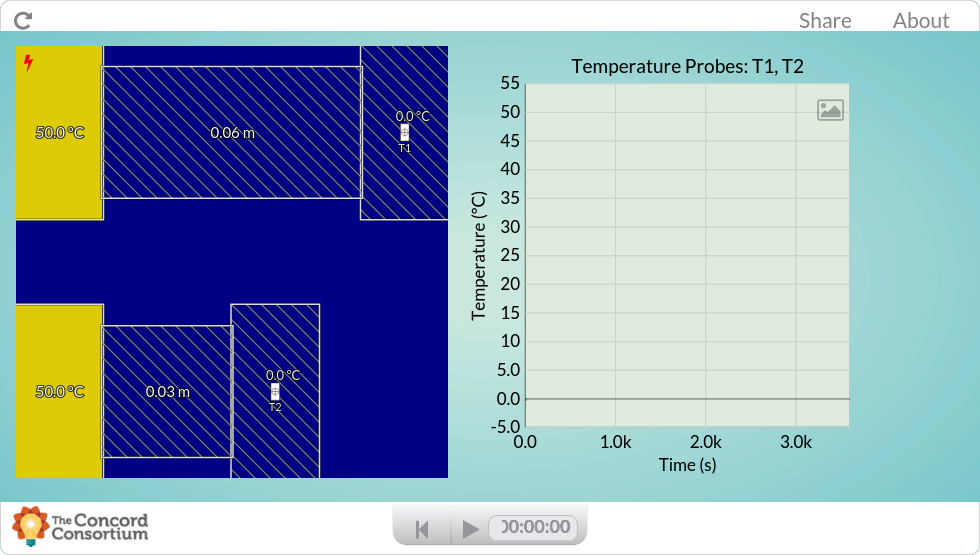 Share
About
50.0 °C
0.06 m
0.0 °C
T1
50.0 °C
0.03 m
0.0 °C
T2
Temperature Probes: T1, T2
Temperature (°C)
55
50
45
40
35
30
25
20
15
10
5.0
0.0
-5.0
0.0
1.0k
2.0k
3.0k
Time (s)
The Concord
Consortium
00:00:00